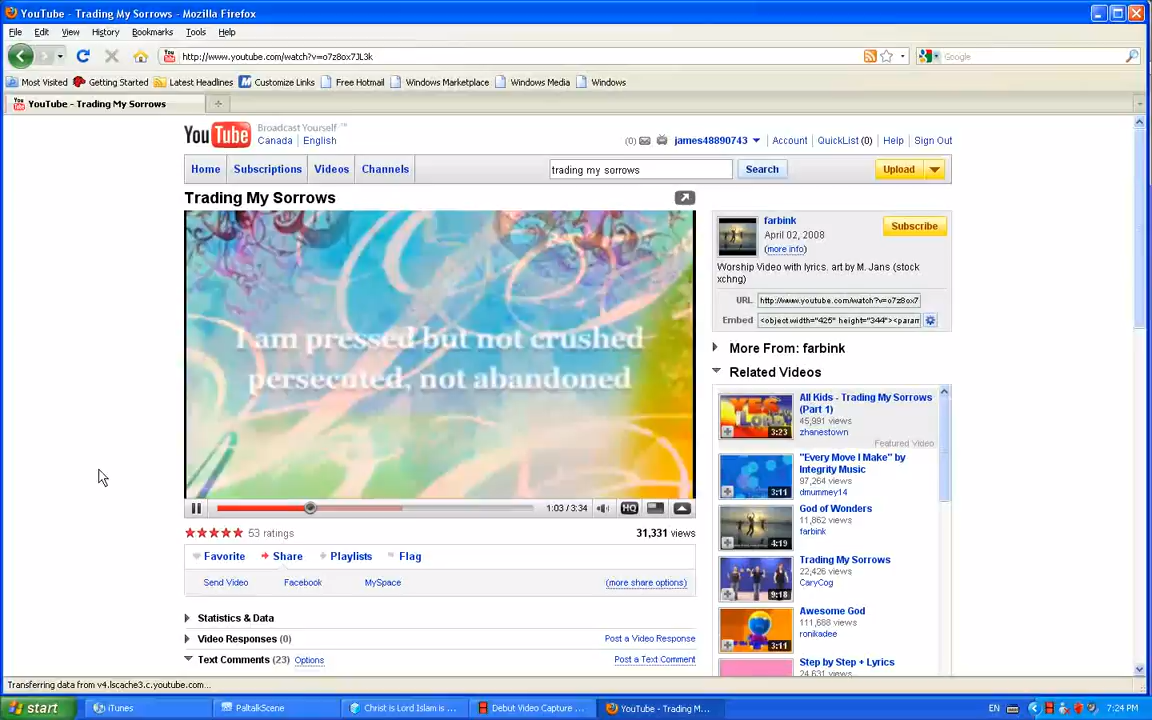 YouTube - Trading My Sorrows - Mozilla Firefox
File Edit View History Bookmarks Tools Help
http://www.youtube.com/watch?v=o7z8ox7JL3k
Google
Most Visited Getting Started Latest Headlines Customize Links Free Hotmail Windows Marketplace Windows Media Windows
YouTube - Trading My Sorrows
YouTube Broadcast Yourself ™
Canada English
(0) james48890743 Account QuickList (0) Help Sign Out
Home Subscriptions Videos Channels trading my sorrows Search Upload
Trading My Sorrows
I am pressed but not crushed
persecuted, not abandoned
1:03 / 3:34 HQ
53 ratings 31,331 views
Favorite Share Playlists Flag
Send Video Facebook MySpace (more share options)
Statistics & Data
Video Responses (0) Post a Video Response
Text Comments (23) Options Post a Text Comment
farbink
April 02, 2008
(more info)
Subscribe
Worship Video with lyrics. art by M. Jans (stock
xchng)
URL http://www.youtube.com/watch?v=o7z8ox7
Embed <object width="425" height="344"><param
More From: farbink
Related Videos
All Kids - Trading My Sorrows
(Part 1)
45,991 views
zhanestown
Featured Video
3:23
"Every Move I Make" by
Integrity Music
97,264 views
dmummey14
3:11
God of Wonders
11,862 views
farbink
4:19
Trading My Sorrows
22,426 views
CaryCog
9:18
Awesome God
111,688 views
ronikadee
3:11
Step by Step + Lyrics
24,631 views
Transferring data from v4.lscache3.c.youtube.com...
start iTunes PaltalkScene Christ is Lord Islam is ... Debut Video Capture ... YouTube - Trading M... EN 7:24 PM